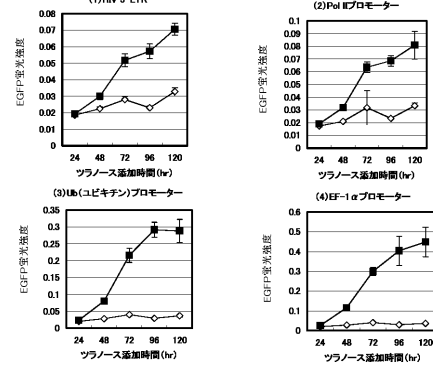 (1)HIV 5'LTR
EGFP蛍光強度
0.08
0.07
0.06
0.05
0.04
0.03
0.02
0.01
0
24 48 72 96 120
ツラノース添加時間(hr)
(2)Pol IIプロモーター
EGFP蛍光強度
0.1
0.09
0.08
0.07
0.06
0.05
0.04
0.03
0.02
0.01
0
24 48 72 96 120
ツラノース添加時間(hr)
(3)Ub(ユビキチン)プロモーター
EGFP蛍光強度
0.35
0.3
0.25
0.2
0.15
0.1
0.05
0
24 48 72 96 120
ツラノース添加時間(hr)
(4)EF-1αプロモーター
EGFP蛍光強度
0.6
0.5
0.4
0.3
0.2
0.1
0
24 48 72 96 120
ツラノース添加時間(hr)